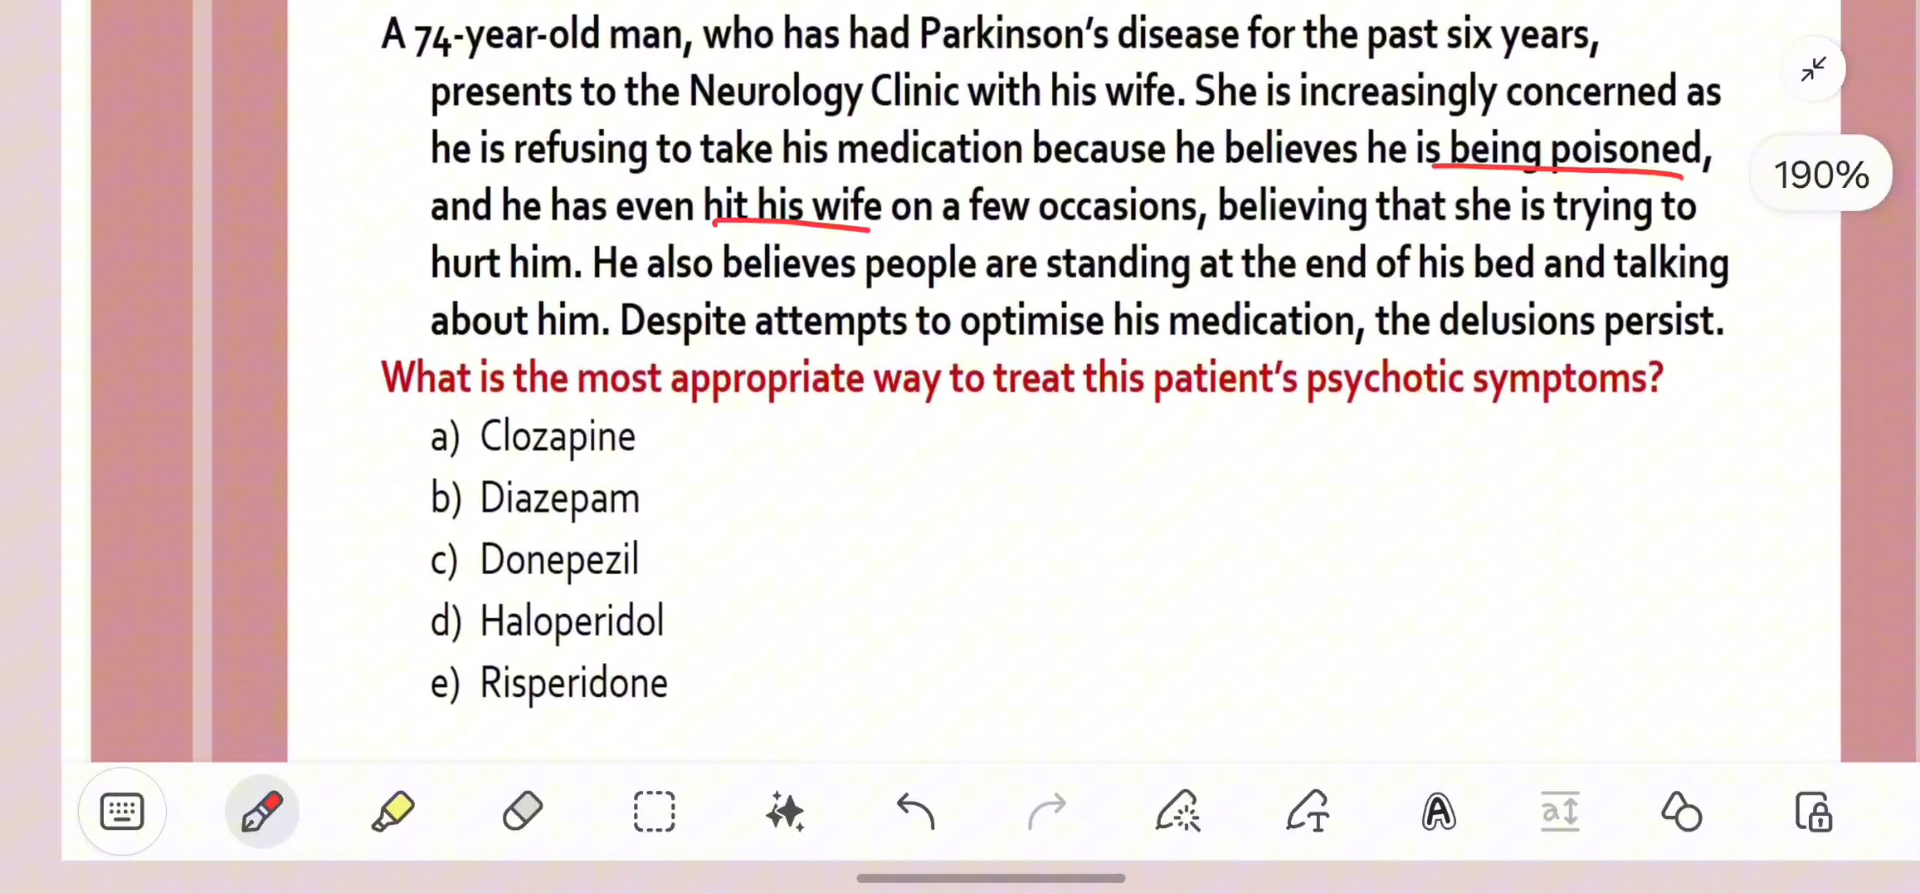 A 74-year-old man, who has had Parkinson's disease for the past six years,
presents to the Neurology Clinic with his wife. She is increasingly concerned as
he is refusing to take his medication because he believes he is being poisoned,
and he has even hit his wife on a few occasions, believing that she is trying to
hurt him. He also believes people are standing at the end of his bed and talking
about him. Despite attempts to optimise his medication, the delusions persist.
What is the most appropriate way to treat this patient's psychotic symptoms?
a) Clozapine
b) Diazepam
c) Donepezil
d) Haloperidol
e) Risperidone
190%
T
A
a